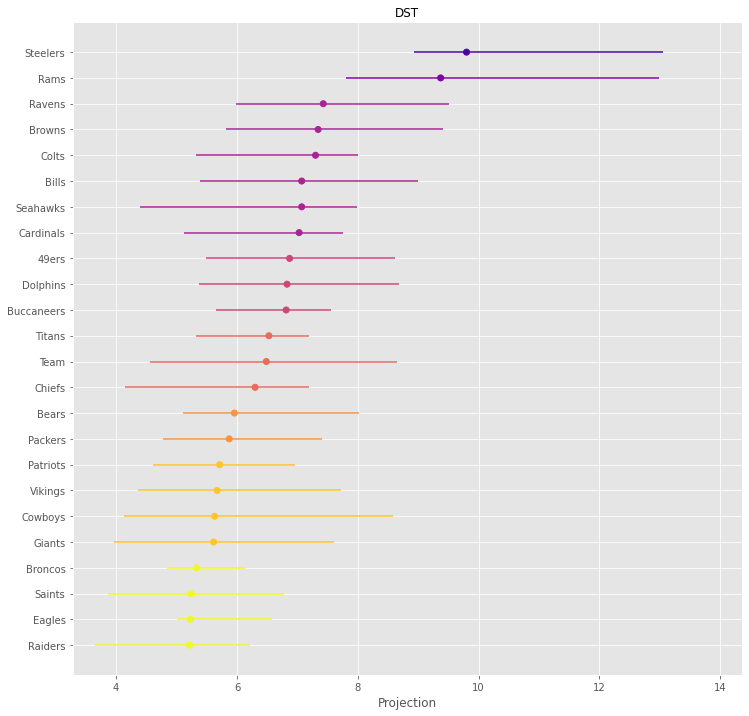 DST
Steelers
Rams
Ravens
Browns
Colts
Bills
Seahawks
Cardinals
49ers
Dolphins
Buccaneers
Titans
Team
Chiefs
Bears
Packers
Patriots
Vikings
Cowboys
Giants
Broncos
Saints
Eagles
Raiders
4 6 8 10 12 14
Projection